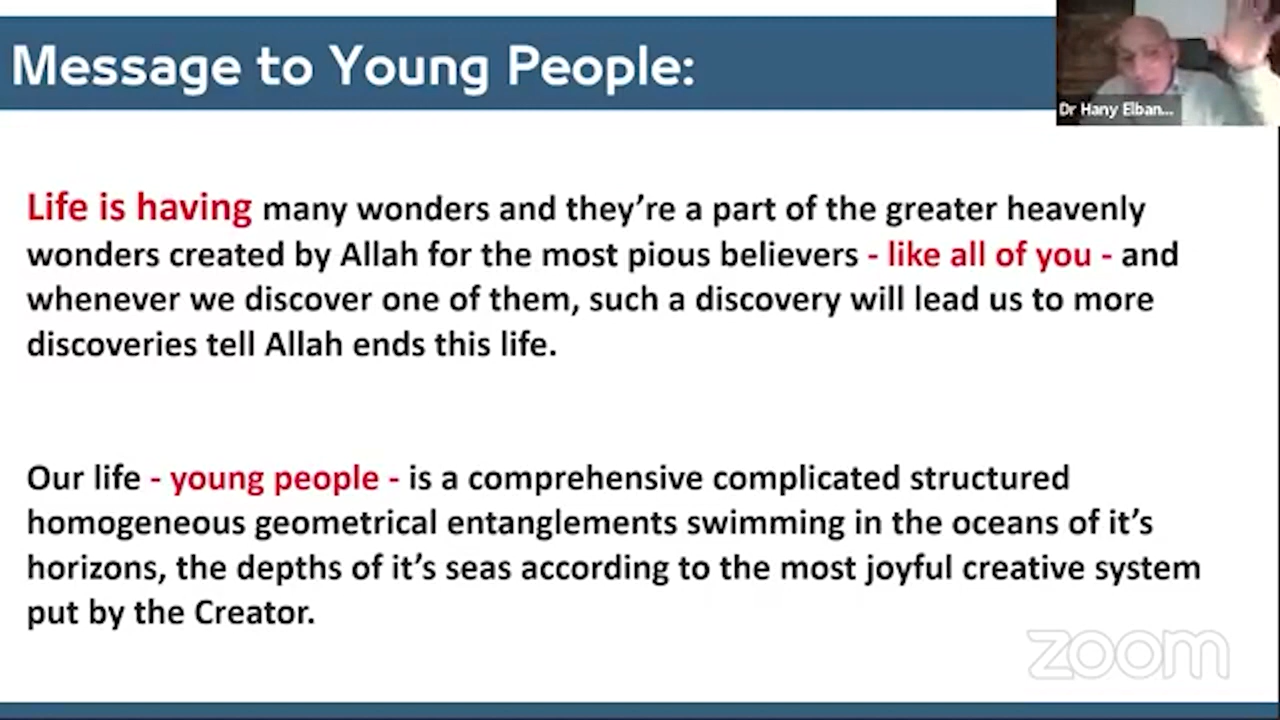 Message to Young People:
Dr Hany Elban...
Life is having many wonders and they're a part of the greater heavenly
wonders created by Allah for the most pious believers - like all of you - and
whenever we discover one of them, such a discovery will lead us to more
discoveries tell Allah ends this life.
Our life - young people - is a comprehensive complicated structured
homogeneous geometrical entanglements swimming in the oceans of it's
horizons, the depths of it's seas according to the most joyful creative system
put by the Creator.
zoom